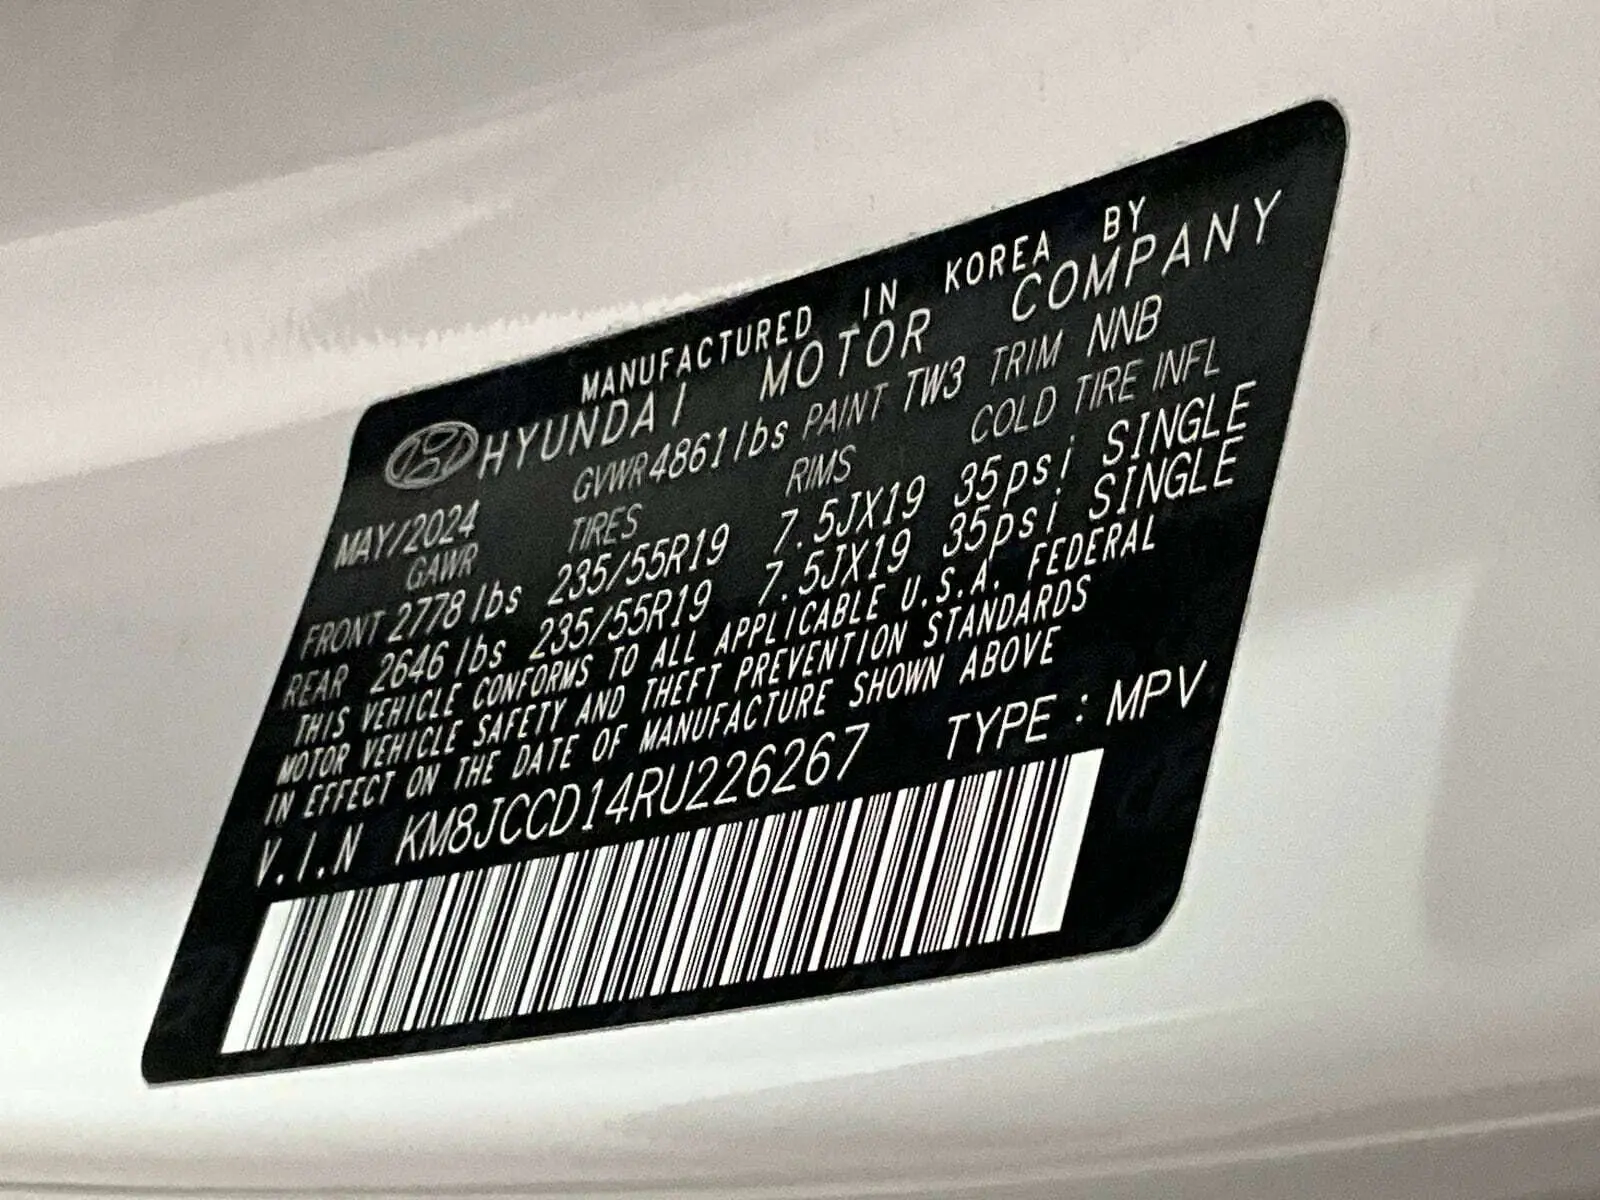 MANUFACTURED IN KOREA BY
HYUNDAI MOTOR COMPANY
MAY/2024 GVWR 4861lbs PAINT TW3 TRIM NNB
GAWR TIRES RIMS COLD TIRE INFL
FRONT 2778lbs 235/55R19 7.5JX19 35psi SINGLE
REAR 2646lbs 235/55R19 7.5JX19 35psi SINGLE
THIS VEHICLE CONFORMS TO ALL APPLICABLE U.S.A. FEDERAL
MOTOR VEHICLE SAFETY AND THEFT PREVENTION STANDARDS
IN EFFECT ON THE DATE OF MANUFACTURE SHOWN ABOVE
V.I.N KM8JCCD14RU226267 TYPE : MPV